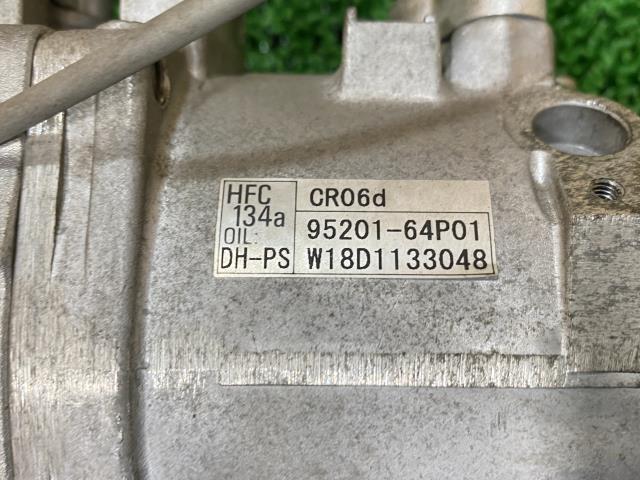 HFC
134a
OIL:
DH-PS
CR06d
95201-64P01
W18D1133048